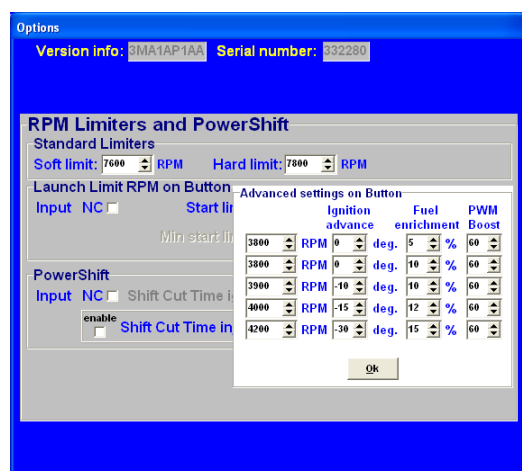 Options
Version info: 3MA1AP1AA Serial number: 332280
RPM Limiters and PowerShift
Standard Limiters
Soft limit: 7600 RPM Hard limit: 7800 RPM
Launch Limit RPM on Button
Input NC Start li
Min start li
PowerShift
Input NC Shift Cut Time i
enable
Shift Cut Time in
Advanced settings on Button
Ignition advance Fuel enrichment PWM Boost
3800 RPM 0 deg. 5 % 60
3800 RPM 0 deg. 10 % 60
3900 RPM -10 deg. 10 % 60
4000 RPM -15 deg. 12 % 60
4200 RPM -30 deg. 15 % 60
Ok